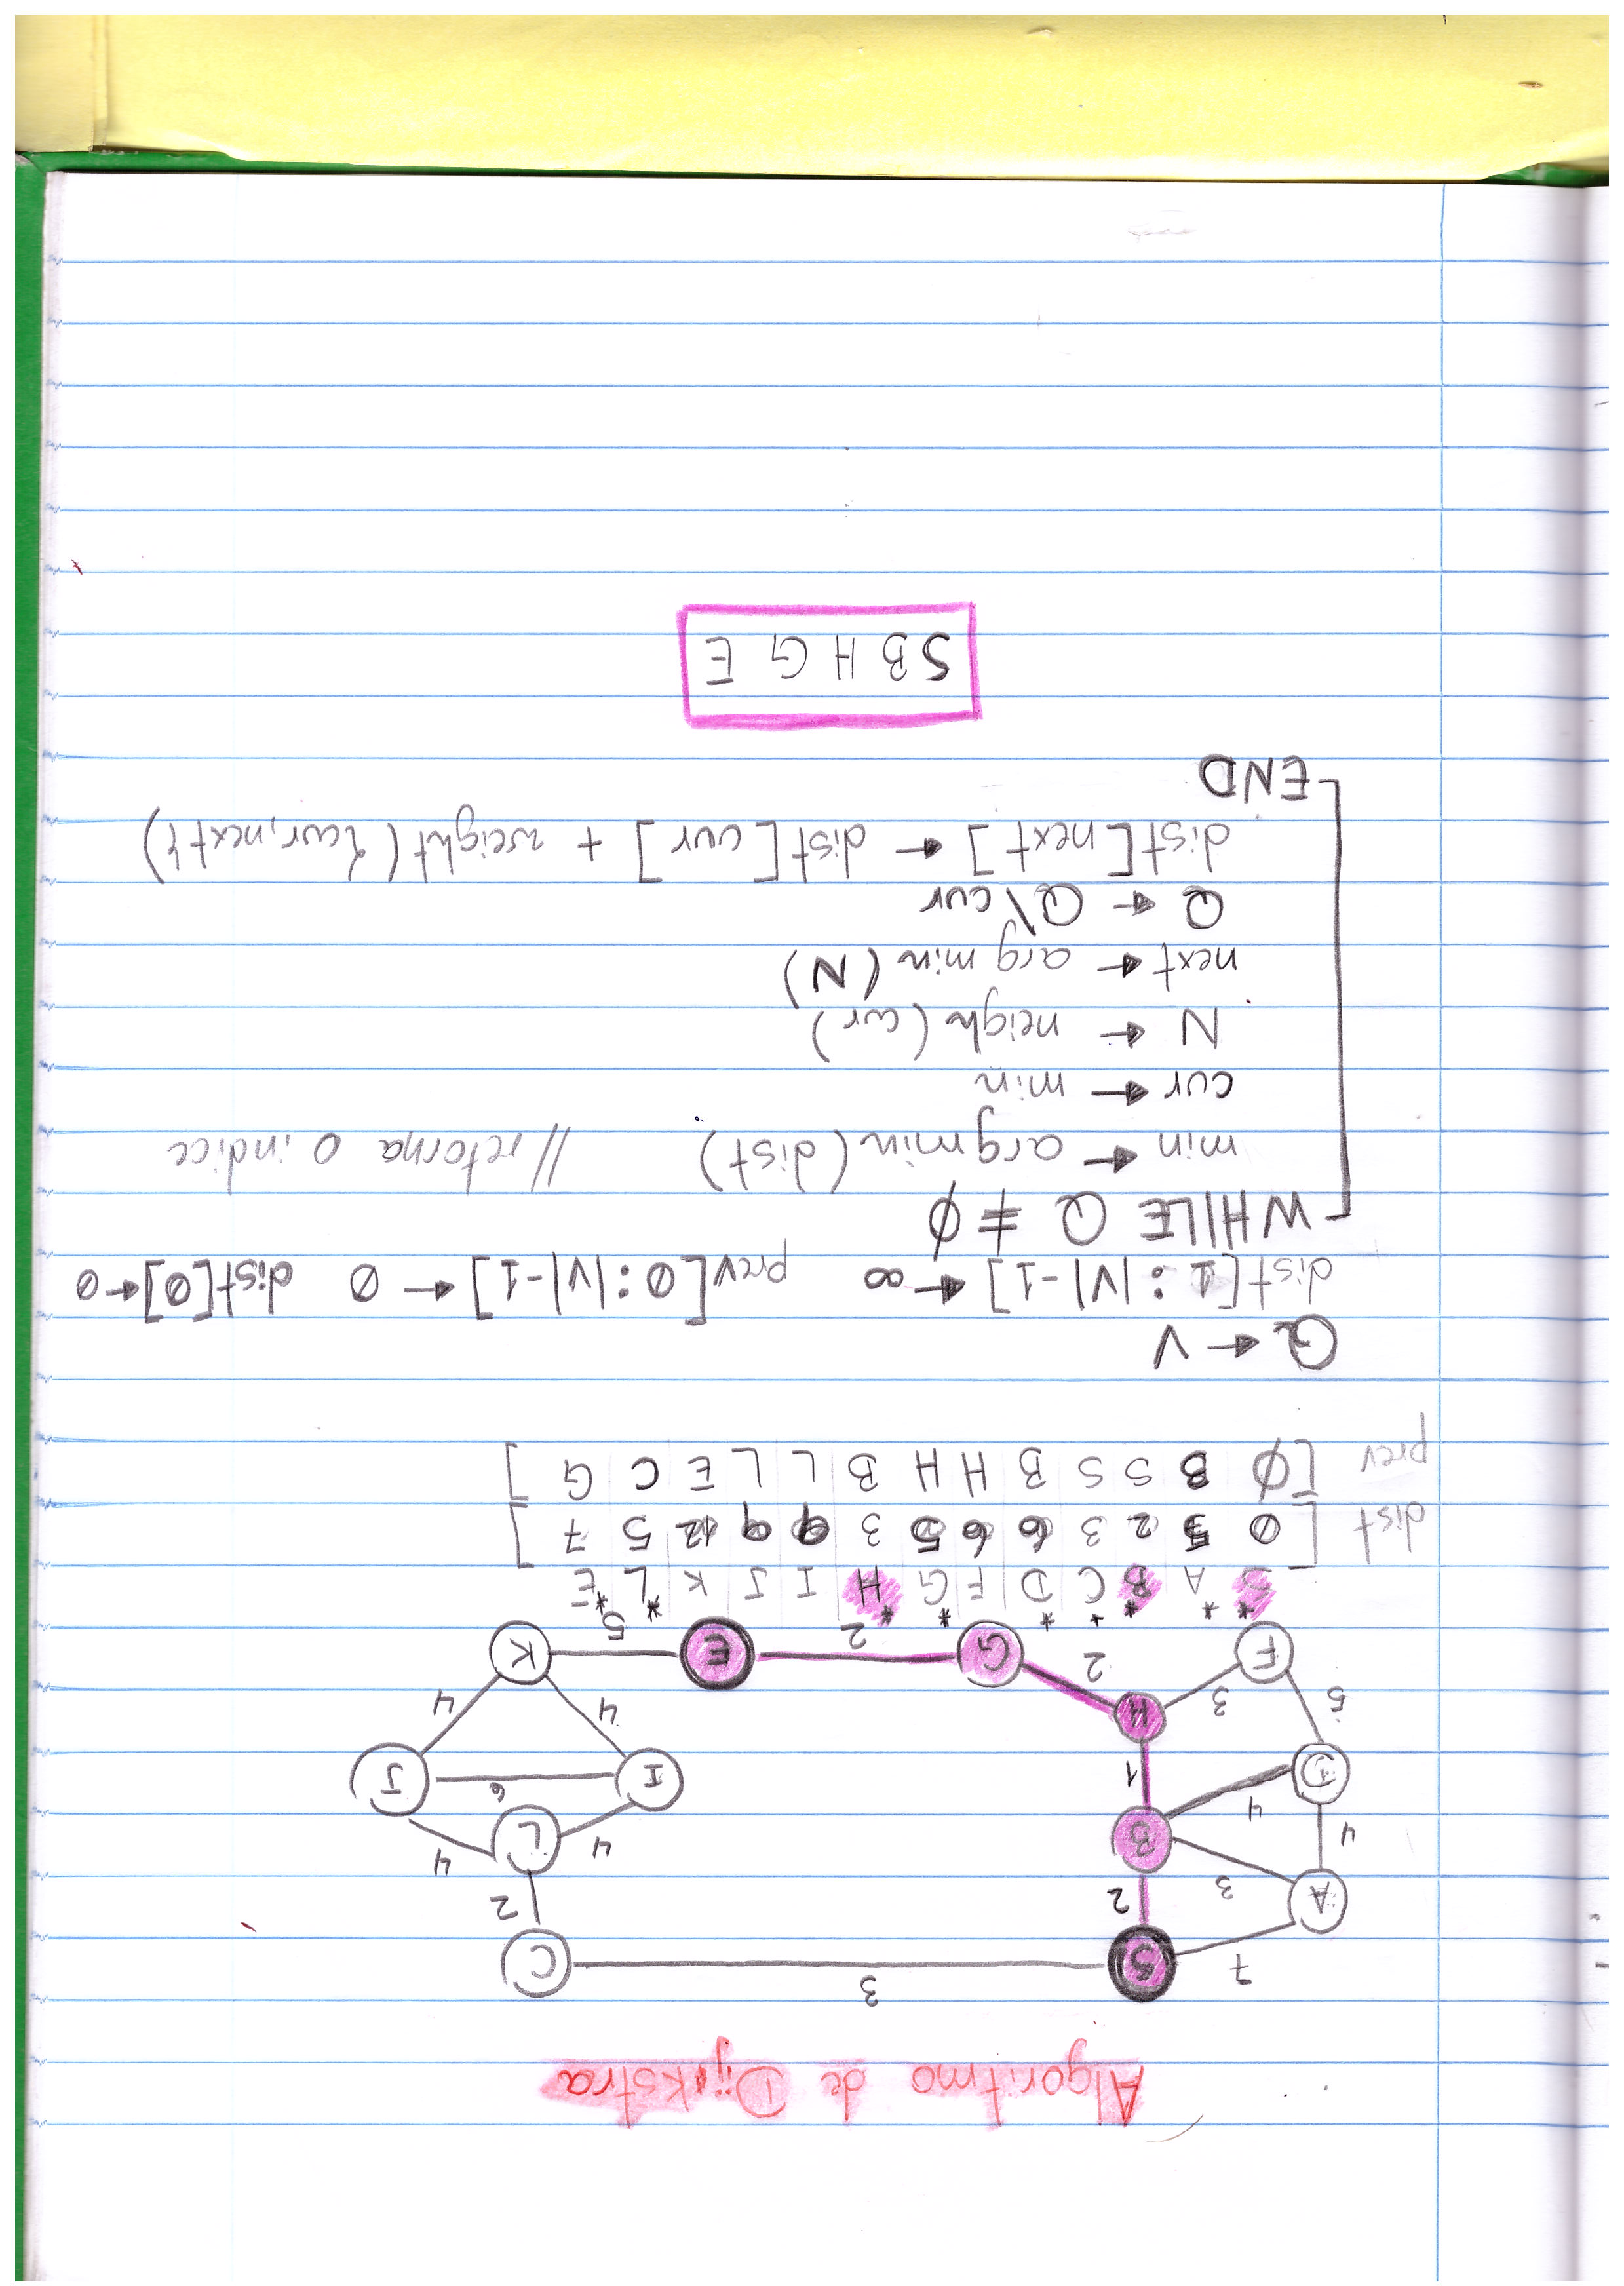 Algoritmo de Dijkstra
7 S 3 C
A 3 2 2
4 4 B 4 L 4
D 1 I 6 J
5 3 H 4 4
F 2 G 2 E 5 K
S* A* B* C* D* F G* H* I J K L* E*
dist [ 0 5 2 3 6 6 5 3 9 9 12 5 7 ]
prev [ ∅ B S S B H H B L L E C G ]
Q ← V
dist[1:|V|-1] ← ∞ prev[0:|V|-1] ← 0 dist[0]←0
WHILE Q ≠ ∅
min ← argmin(dist) // retorna o indice
cur ← min
N ← neigh(cur)
next ← argmin(N)
Q ← Q\cur
dist[next] ← dist[cur] + weight({cur,next})
END
S B H G E